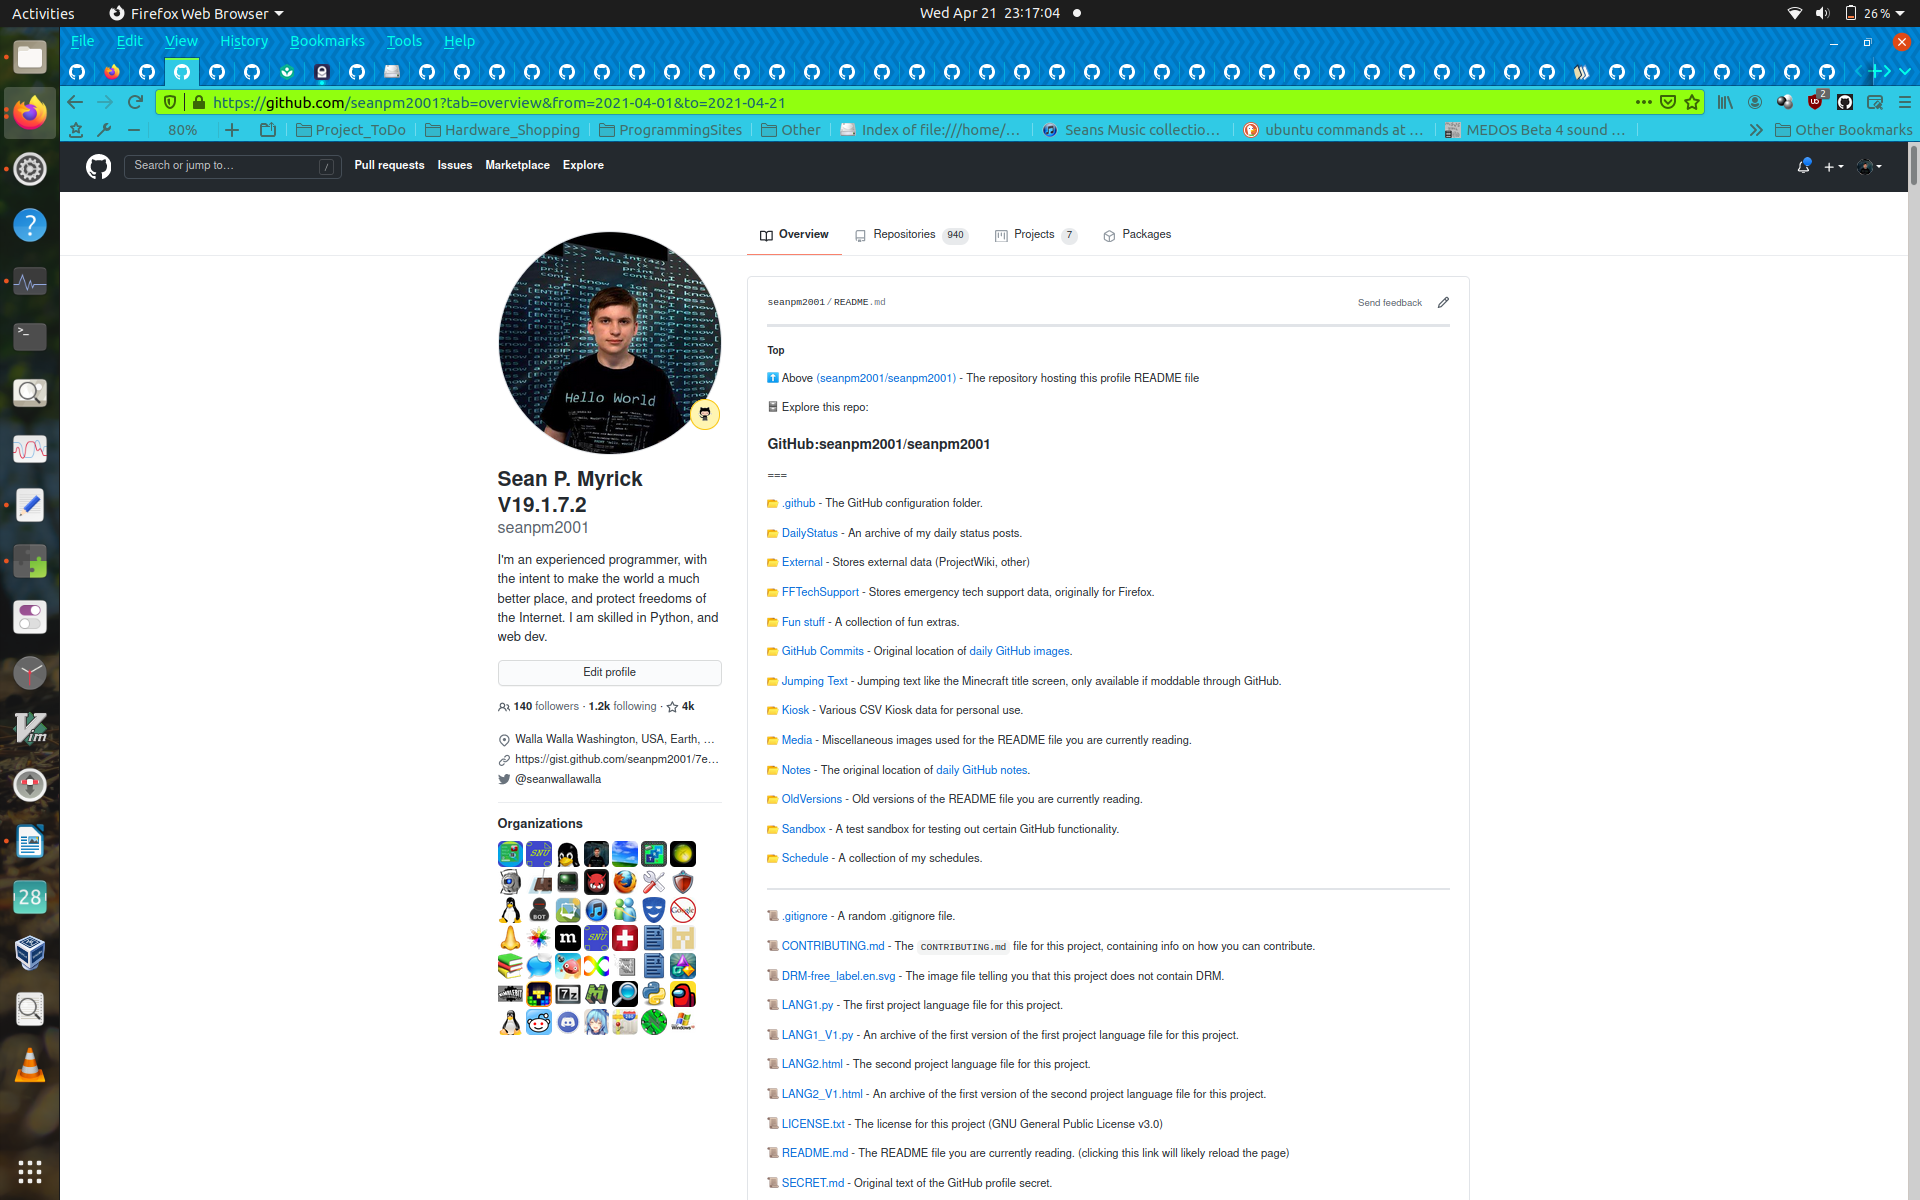 Activities
Firefox Web Browser
Wed Apr 21 23:17:04
26 %
File Edit View History Bookmarks Tools Help
https://github.com/seanpm2001?tab=overview&from=2021-04-01&to=2021-04-21
2
80%
Project_ToDo
Hardware_Shopping
ProgrammingSites
Other
Index of file:///home/...
Seans Music collectio...
ubuntu commands at ...
MEDOS Beta 4 sound ...
Other Bookmarks
Search or jump to...
/
Pull requests Issues Marketplace Explore
Overview
Repositories 940
Projects 7
Packages
Hello World
seanpm2001/README.md
Send feedback
Top
Above (seanpm2001/seanpm2001) - The repository hosting this profile README file
Explore this repo:
GitHub:seanpm2001/seanpm2001
===
.github - The GitHub configuration folder.
DailyStatus - An archive of my daily status posts.
External - Stores external data (ProjectWiki, other)
FFTechSupport - Stores emergency tech support data, originally for Firefox.
Fun stuff - A collection of fun extras.
GitHub Commits - Original location of daily GitHub images.
Jumping Text - Jumping text like the Minecraft title screen, only available if moddable through GitHub.
Kiosk - Various CSV Kiosk data for personal use.
Media - Miscellaneous images used for the README file you are currently reading.
Notes - The original location of daily GitHub notes.
OldVersions - Old versions of the README file you are currently reading.
Sandbox - A test sandbox for testing out certain GitHub functionality.
Schedule - A collection of my schedules.
.gitignore - A random .gitignore file.
CONTRIBUTING.md - The CONTRIBUTING.md file for this project, containing info on how you can contribute.
DRM-free_label.en.svg - The image file telling you that this project does not contain DRM.
LANG1.py - The first project language file for this project.
LANG1_V1.py - An archive of the first version of the first project language file for this project.
LANG2.html - The second project language file for this project.
LANG2_V1.html - An archive of the first version of the second project language file for this project.
LICENSE.txt - The license for this project (GNU General Public License v3.0)
README.md - The README file you are currently reading. (clicking this link will likely reload the page)
SECRET.md - Original text of the GitHub profile secret.
Sean P. Myrick
V19.1.7.2
seanpm2001
I'm an experienced programmer, with
the intent to make the world a much
better place, and protect freedoms of
the Internet. I am skilled in Python, and
web dev.
Edit profile
140 followers · 1.2k following · 4k
Walla Walla Washington, USA, Earth, ...
https://gist.github.com/seanpm2001/7e...
@seanwallawalla
Organizations
28